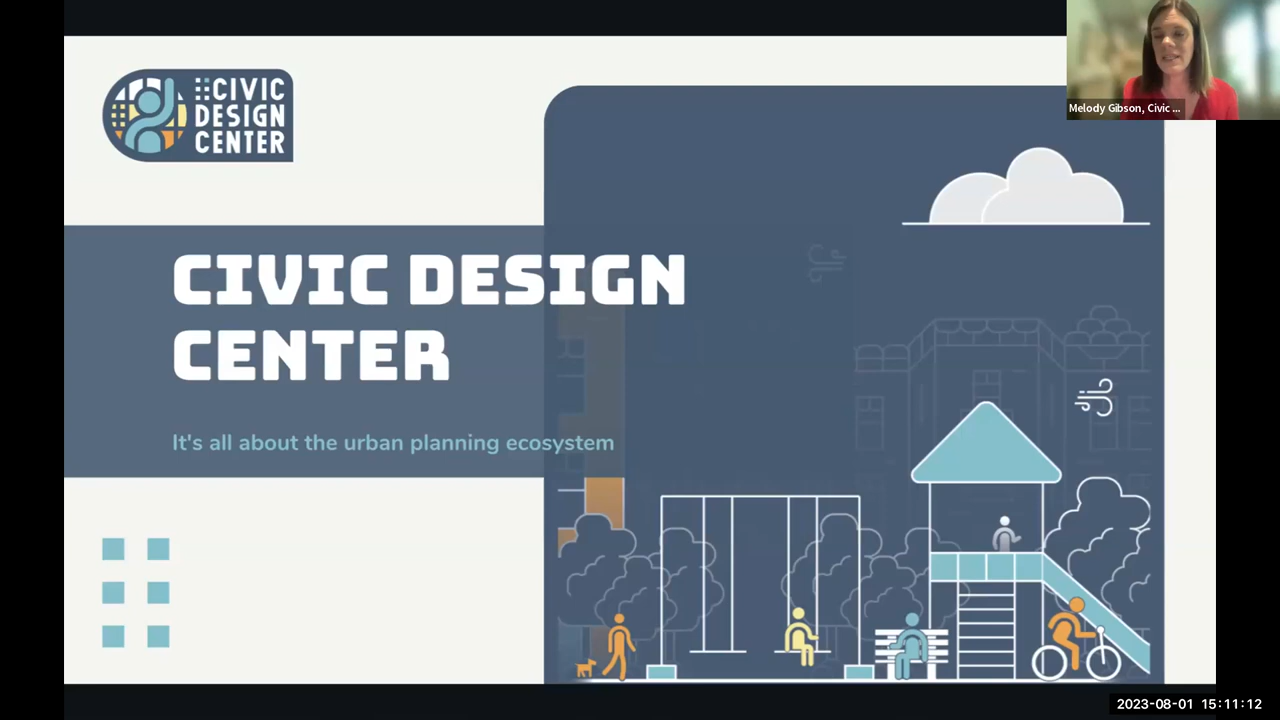 CIVIC
DESIGN
CENTER
Melody Gibson, Civic ...
CIVIC DESIGN
CENTER
It's all about the urban planning ecosystem
2023-08-01 15:11:12